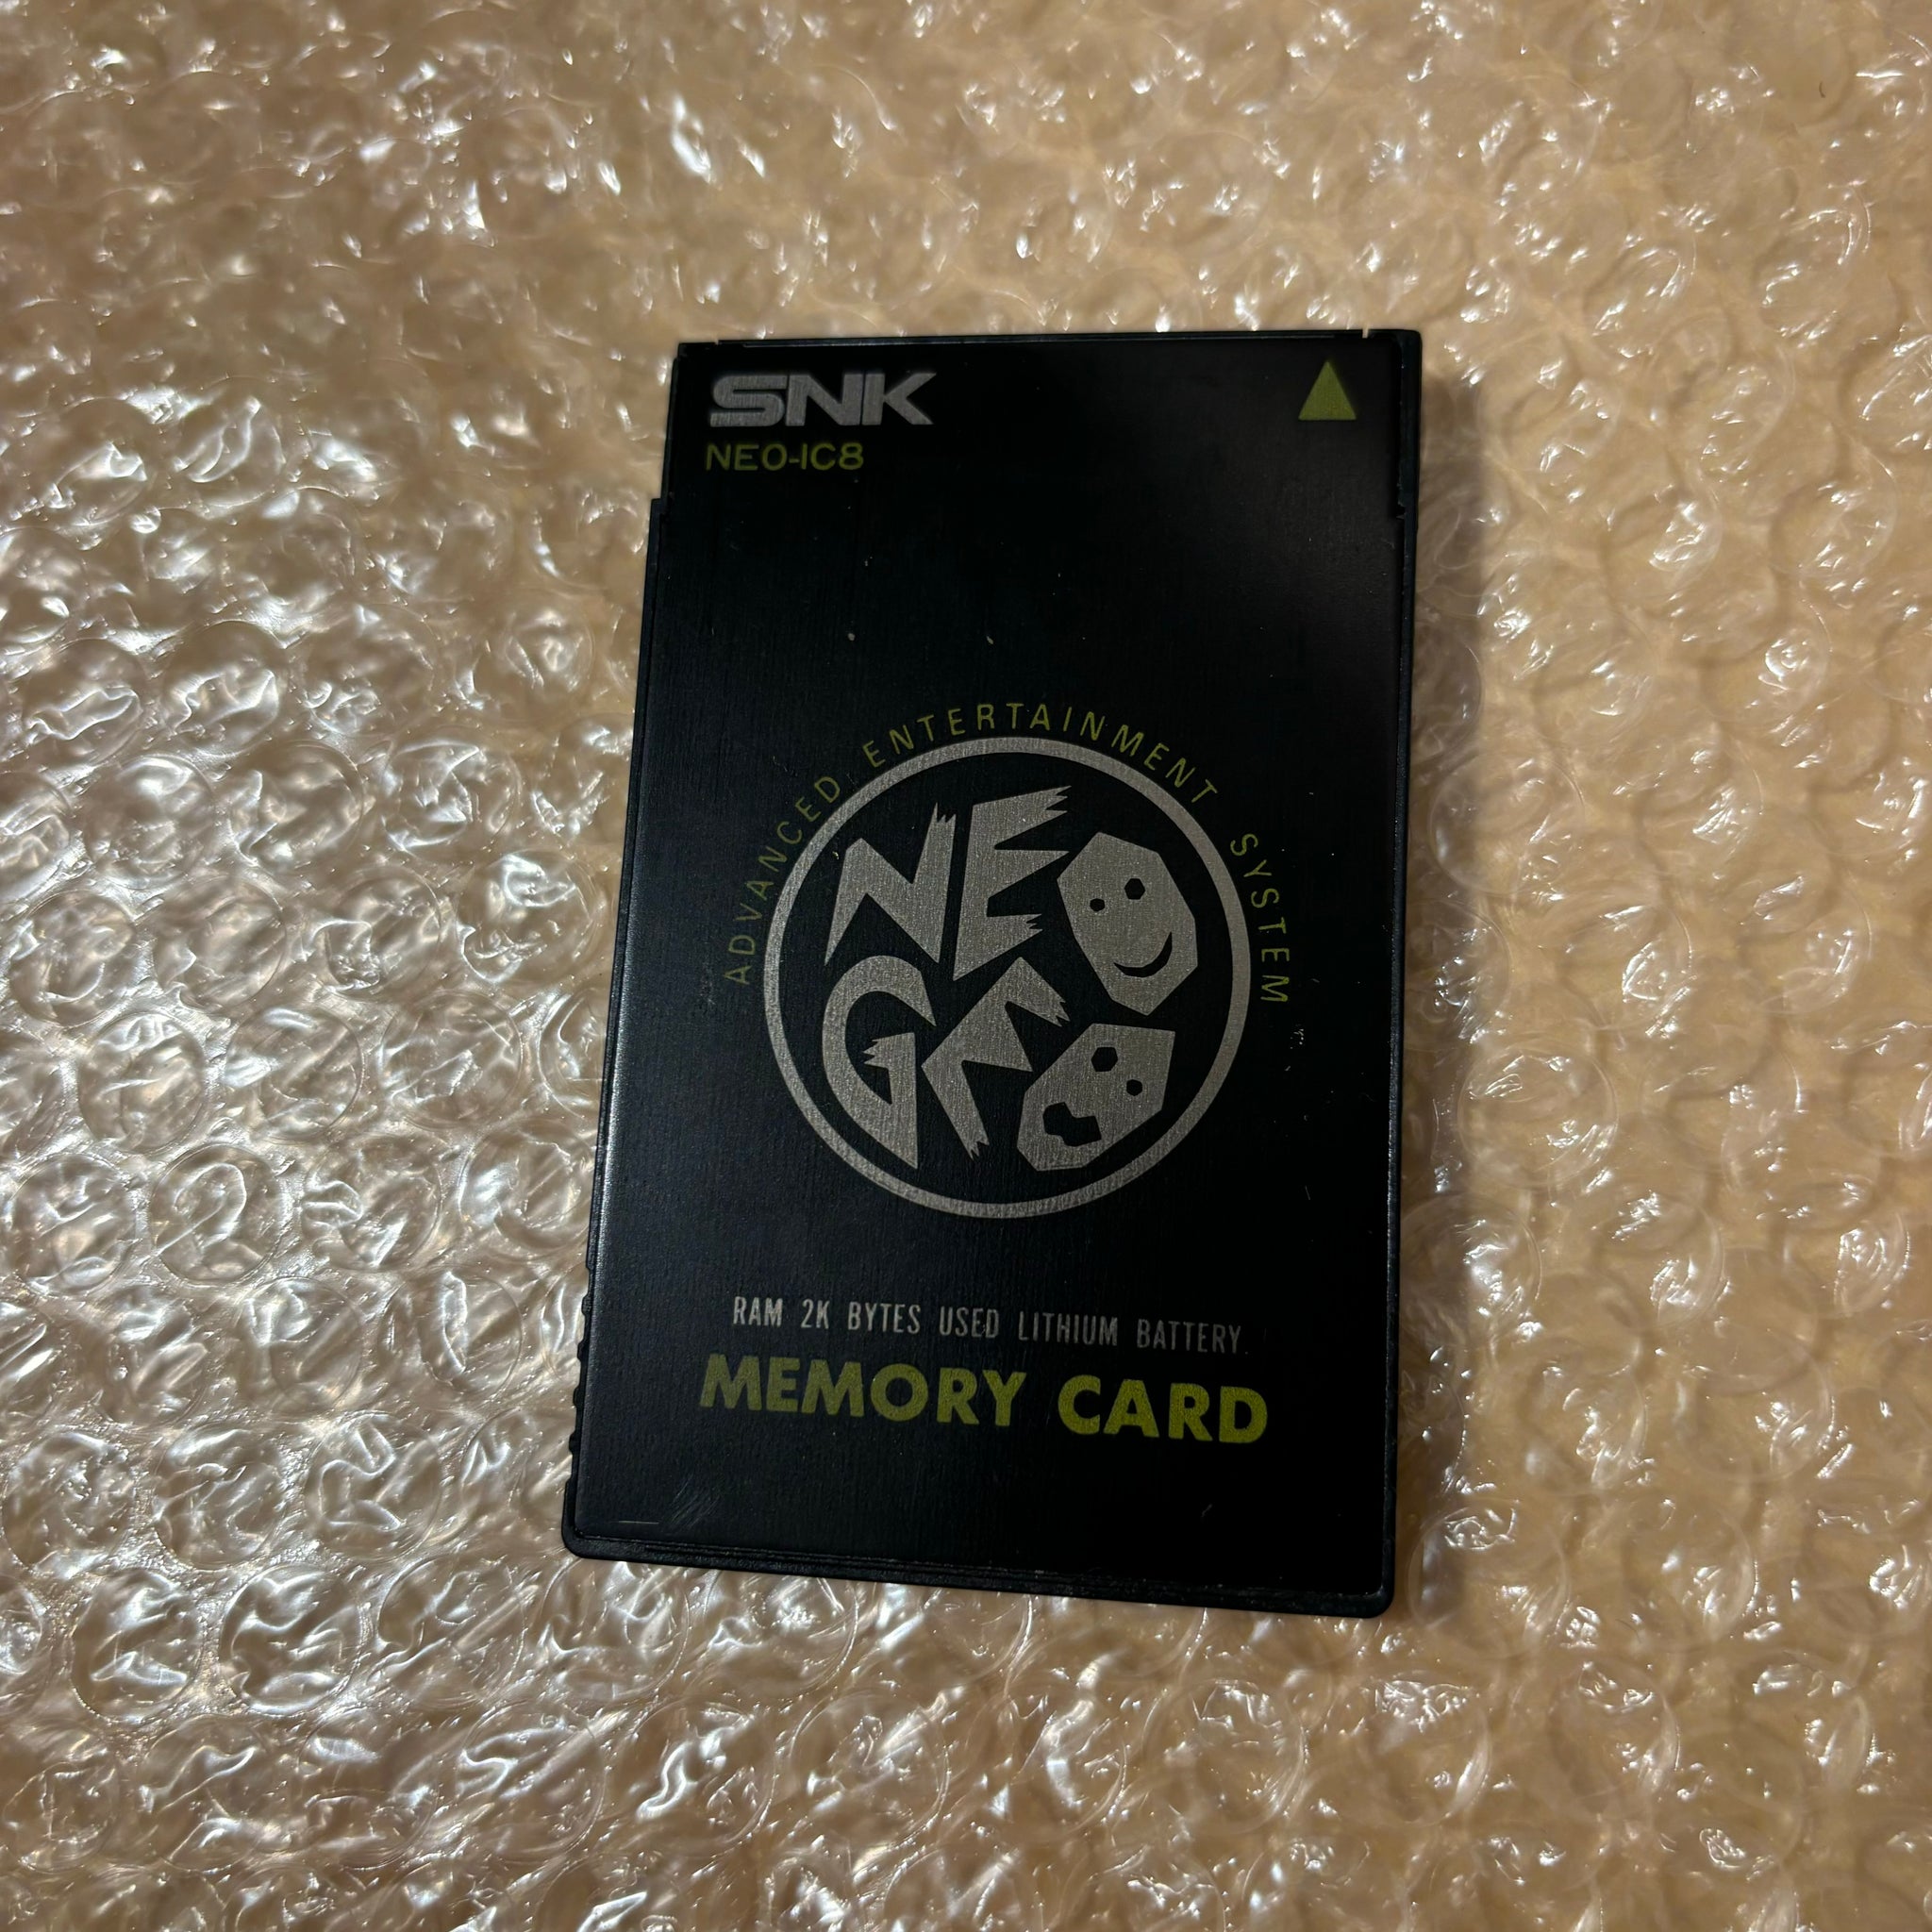 SNK
NEO-IC8
ADVANCED ENTERTAINMENT SYSTEM
NEO
GEO
RAM 2K BYTES USED LITHIUM BATTERY.
MEMORY CARD